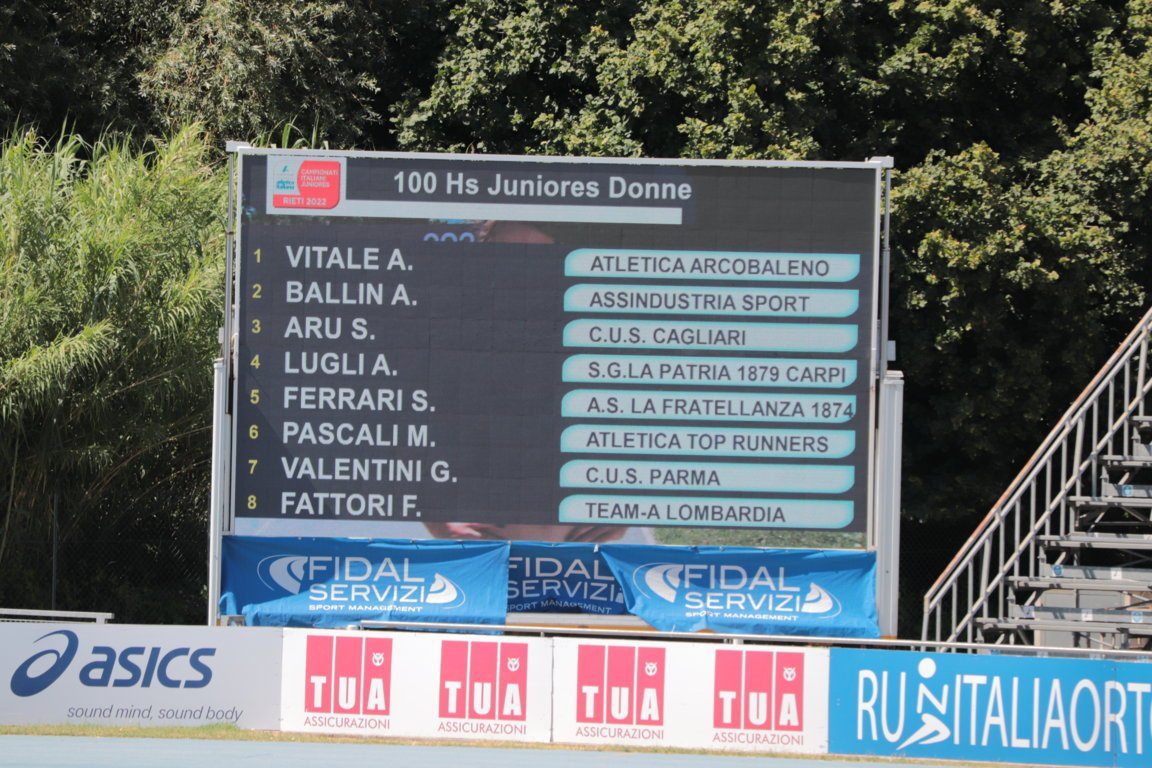 atletica italiana
CAMPIONATI
ITALIANI
JUNIORES
RIETI 2022
100 Hs Juniores Donne
1 VITALE A. ATLETICA ARCOBALENO
2 BALLIN A. ASSINDUSTRIA SPORT
3 ARU S. C.U.S. CAGLIARI
4 LUGLI A. S.G.LA PATRIA 1879 CARPI
5 FERRARI S. A.S. LA FRATELLANZA 1874
6 PASCALI M. ATLETICA TOP RUNNERS
7 VALENTINI G. C.U.S. PARMA
8 FATTORI F. TEAM-A LOMBARDIA
FIDAL
SERVIZI
SPORT MANAGEMENT
FIDAL
SERVIZI
SPORT MANAGEMENT
FIDAL
SERVIZI
SPORT MANAGEMENT
asics
sound mind, sound body
TUA
ASSICURAZIONI
TUA
ASSICURAZIONI
TUA
ASSICURAZIONI
TUA
ASSICURAZIONI
RUNITALIAORTO